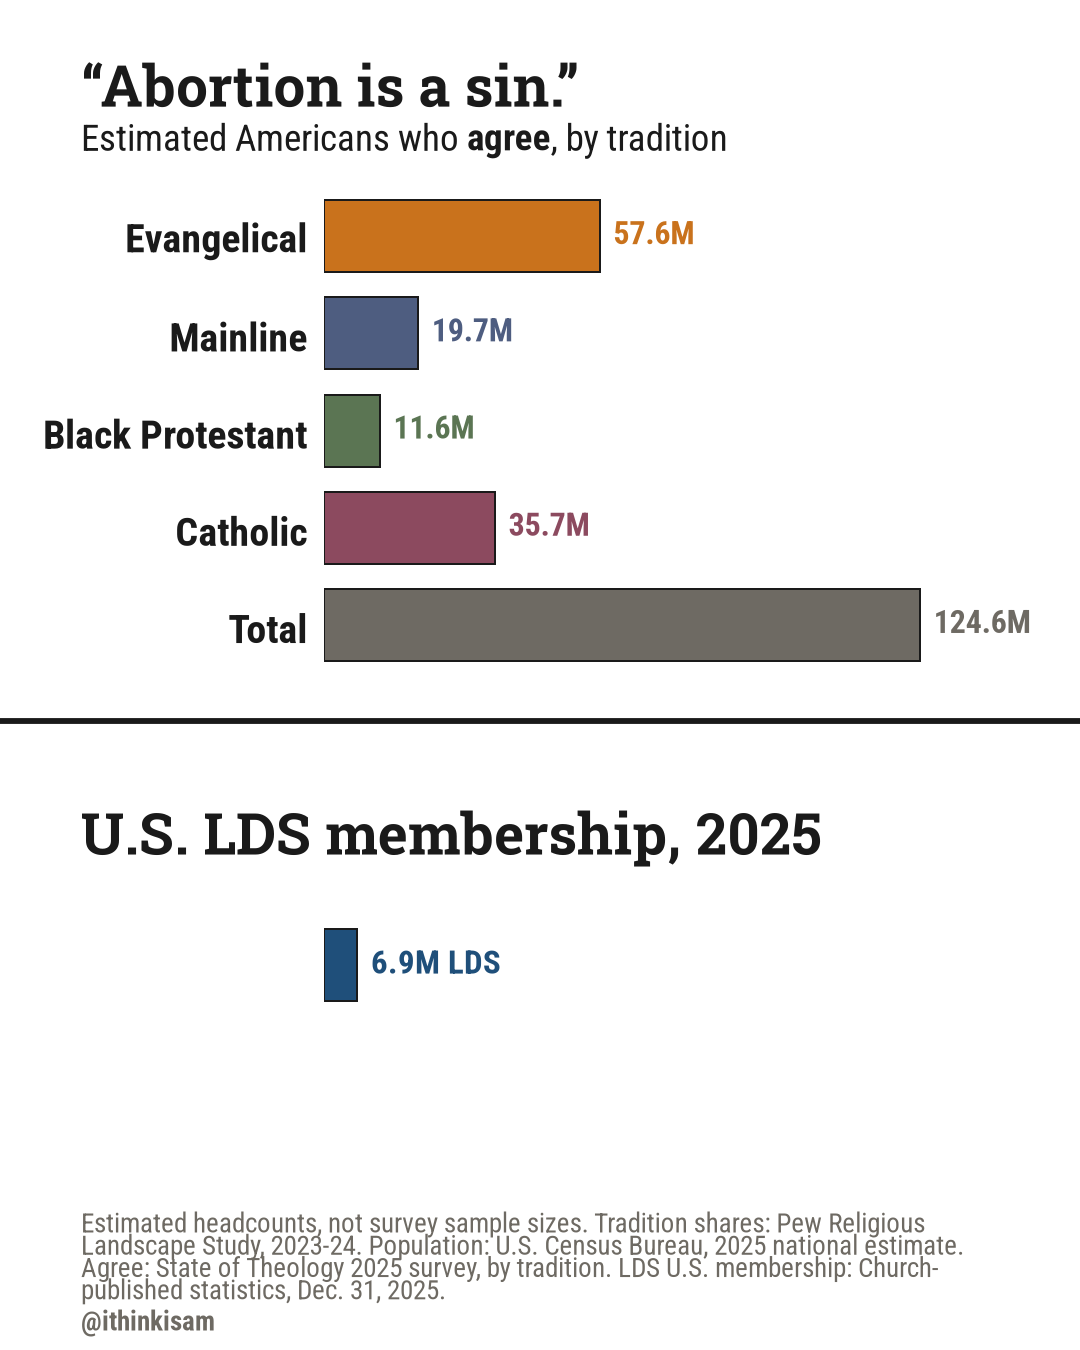 “Abortion is a sin.”
Estimated Americans who agree, by tradition
Evangelical 57.6M
Mainline 19.7M
Black Protestant 11.6M
Catholic 35.7M
Total 124.6M
U.S. LDS membership, 2025
6.9M LDS
Estimated headcounts, not survey sample sizes. Tradition shares: Pew Religious
Landscape Study, 2023-24. Population: U.S. Census Bureau, 2025 national estimate.
Agree: State of Theology 2025 survey, by tradition. LDS U.S. membership: Church-
published statistics, Dec. 31, 2025.
@ithinkisam